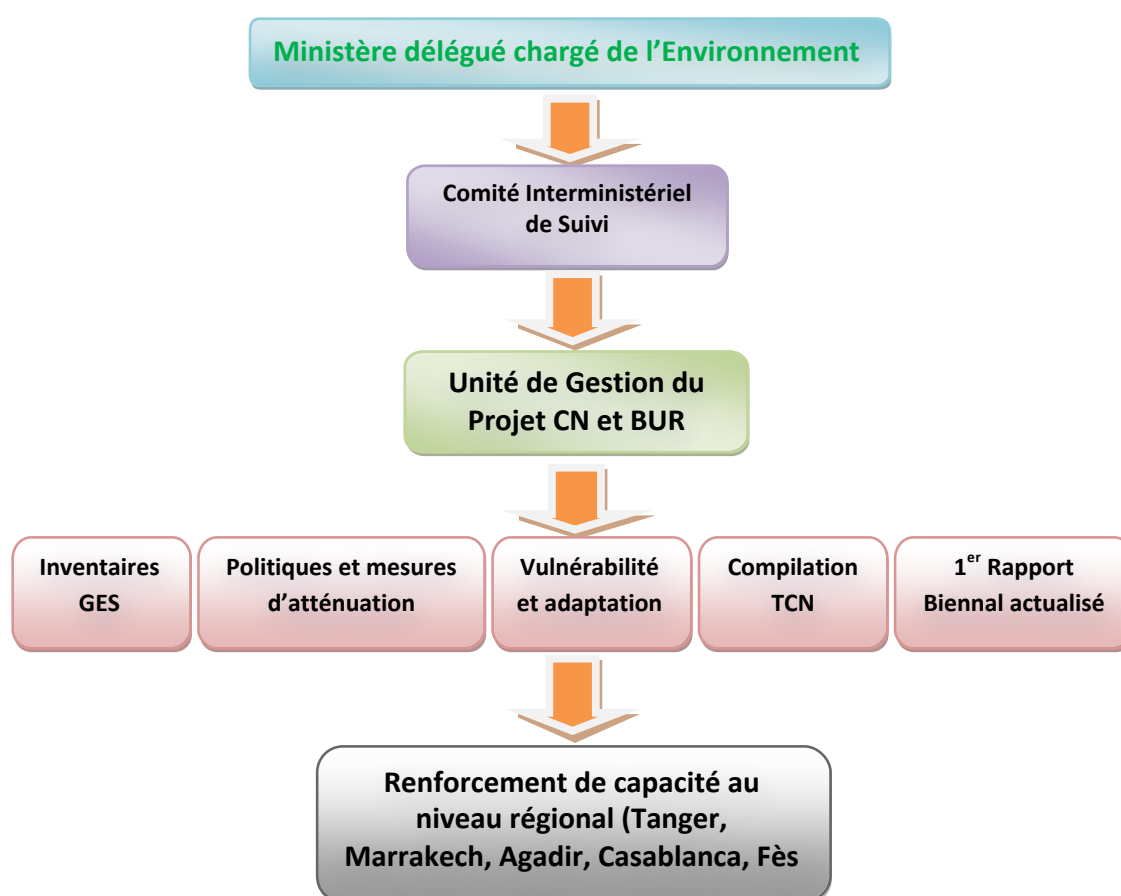 Ministère délégué chargé de l’Environnement
Comité Interministériel
de Suivi
Unité de Gestion du
Projet CN et BUR
Inventaires
GES
Politiques et mesures
d’atténuation
Vulnérabilité
et adaptation
Compilation
TCN
1er Rapport
Biennal actualisé
Renforcement de capacité au
niveau régional (Tanger,
Marrakech, Agadir, Casablanca, Fès